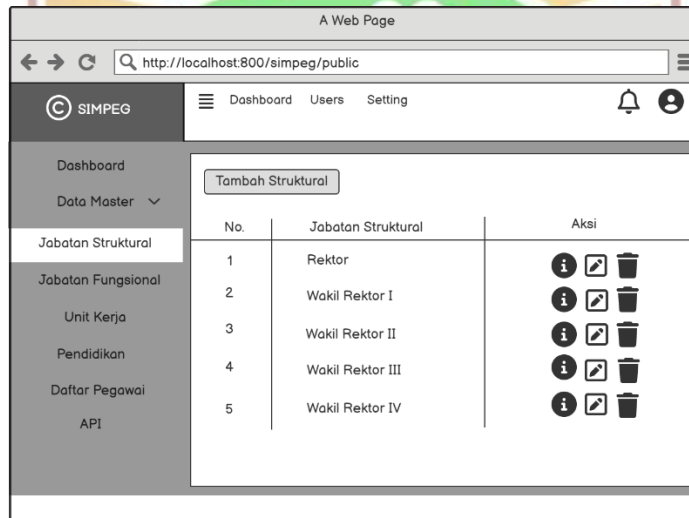 A Web Page
http://localhost:800/simpeg/public
© SIMPEG
Dashboard Users Setting
Dashboard
Data Master
Jabatan Struktural
Jabatan Fungsional
Unit Kerja
Pendidikan
Daftar Pegawai
API
Tambah Struktural
No. Jabatan Struktural Aksi
1 Rektor
2 Wakil Rektor I
3 Wakil Rektor II
4 Wakil Rektor III
5 Wakil Rektor IV